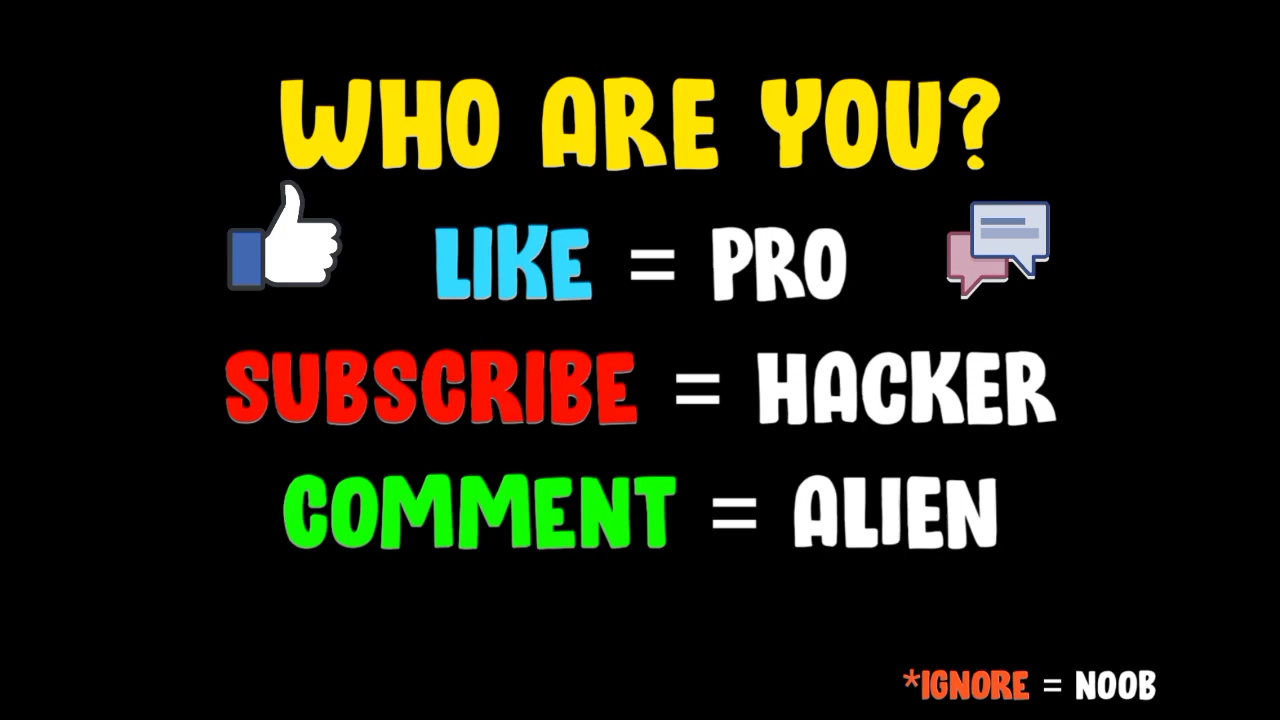 WHO ARE YOU?
LIKE = PRO
SUBSCRIBE = HACKER
COMMENT = ALIEN
*IGNORE = NOOB